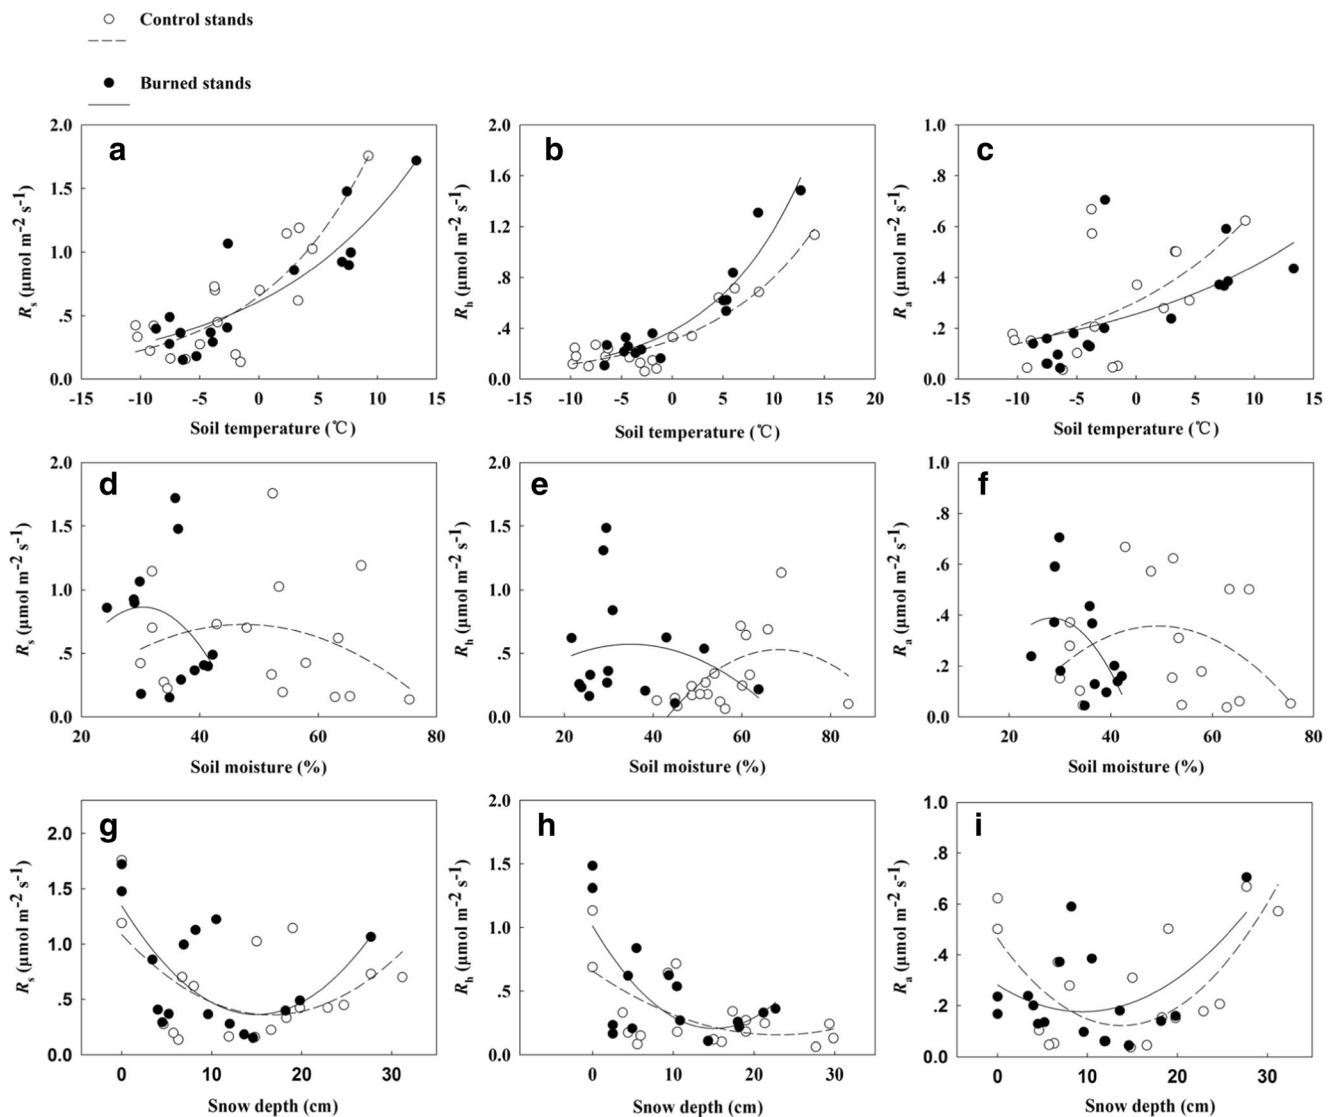 Control stands
Burned stands
a
2.0
1.5
1.0
.5
0.0
-15 -10 -5 0 5 10 15
Rs (μmol m−2 s−1)
Soil temperature (℃)
b
2.0
1.6
1.2
.8
.4
0.0
-15 -10 -5 0 5 10 15 20
Rh (μmol m−2 s−1)
Soil temperature (℃)
c
1.0
.8
.6
.4
.2
0.0
-15 -10 -5 0 5 10 15
Ra (μmol m−2 s−1)
Soil temperature (℃)
d
2.0
1.5
1.0
.5
0.0
20 40 60 80
Rs (μmol m−2 s−1)
Soil moisture (%)
e
2.0
1.5
1.0
.5
0.0
20 40 60 80
Rh (μmol m−2 s−1)
Soil moisture (%)
f
1.0
.8
.6
.4
.2
0.0
20 40 60 80
Ra (μmol m−2 s−1)
Soil moisture (%)
g
2.0
1.5
1.0
.5
0.0
0 10 20 30
Rs (μmol m−2 s−1)
Snow depth (cm)
h
2.0
1.5
1.0
.5
0.0
0 10 20 30
Rh (μmol m−2 s−1)
Snow depth (cm)
i
1.0
.8
.6
.4
.2
0.0
0 10 20 30
Ra (μmol m−2 s−1)
Snow depth (cm)